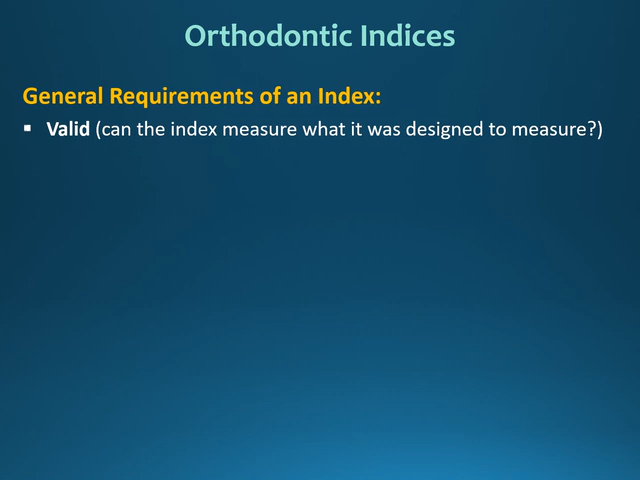 Orthodontic Indices
General Requirements of an Index:
▪ Valid (can the index measure what it was designed to measure?)